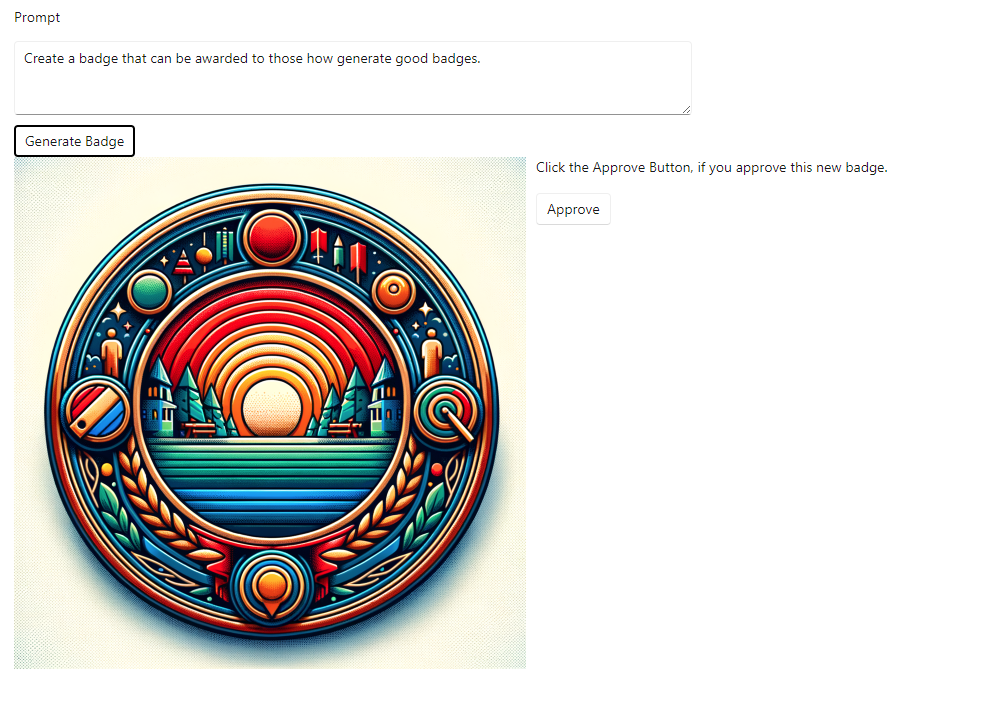 Prompt
Create a badge that can be awarded to those how generate good badges.
Generate Badge
Click the Approve Button, if you approve this new badge.
Approve